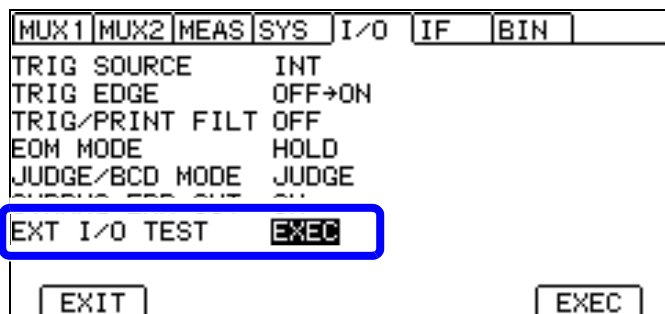 MUX1 MUX2 MEAS SYS I/O IF BIN
TRIG SOURCE INT
TRIG EDGE OFF→ON
TRIG/PRINT FILT OFF
EOM MODE HOLD
JUDGE/BCD MODE JUDGE
EXT I/O TEST EXEC
EXIT EXEC